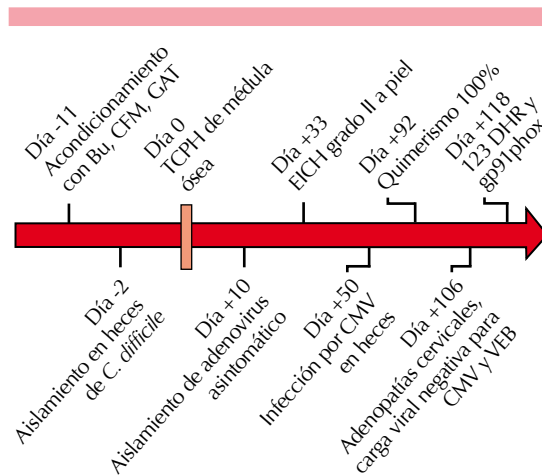 Día -11
Acondicionamiento
con Bu, CFM, GAT
Día 0
TCPH de médula
ósea
Día +33
EICH grado II a piel
Día +92
Quimerismo 100%
Día +118
123 DHR y
gp91phox
Día -2
Aislamiento en heces
de C. difficile
Día +10
Aislamiento de adenovirus
asintomático
Día +50
Infección por CMV
en heces
Día +106
Adenopatías cervicales,
carga viral negativa para
CMV y VEB